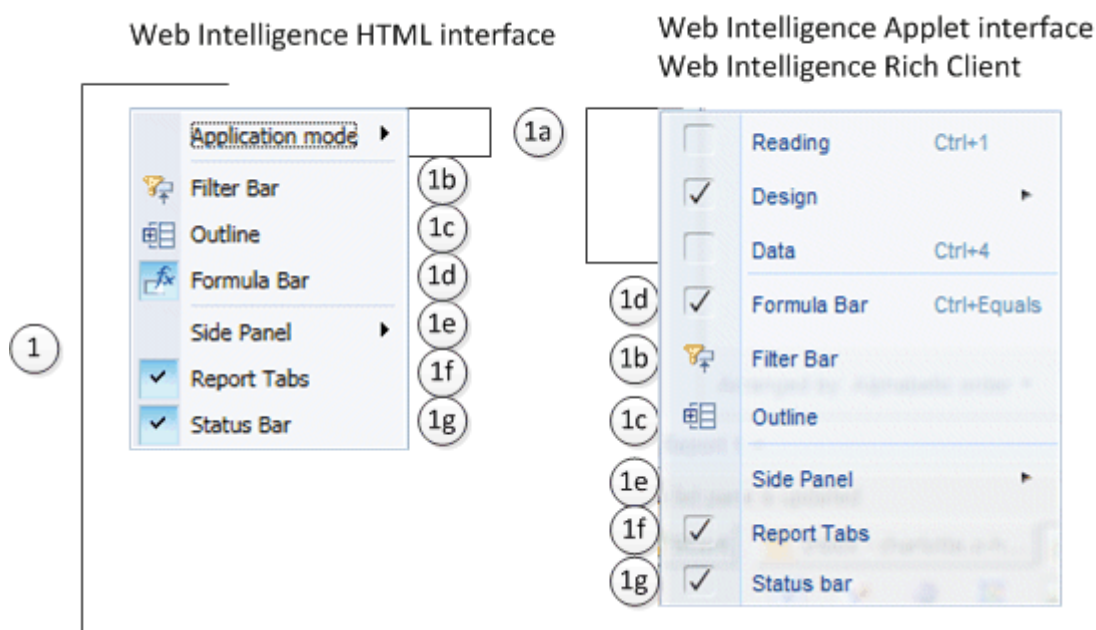 Web Intelligence HTML interface
Web Intelligence Applet interface
Web Intelligence Rich Client
1
Application mode
1a
Filter Bar
1b
Outline
1c
Formula Bar
1d
Side Panel
1e
Report Tabs
1f
Status Bar
1g
Reading Ctrl+1
Design
Data Ctrl+4
1d
Formula Bar Ctrl+Equals
1b
Filter Bar
1c
Outline
1e
Side Panel
1f
Report Tabs
1g
Status bar